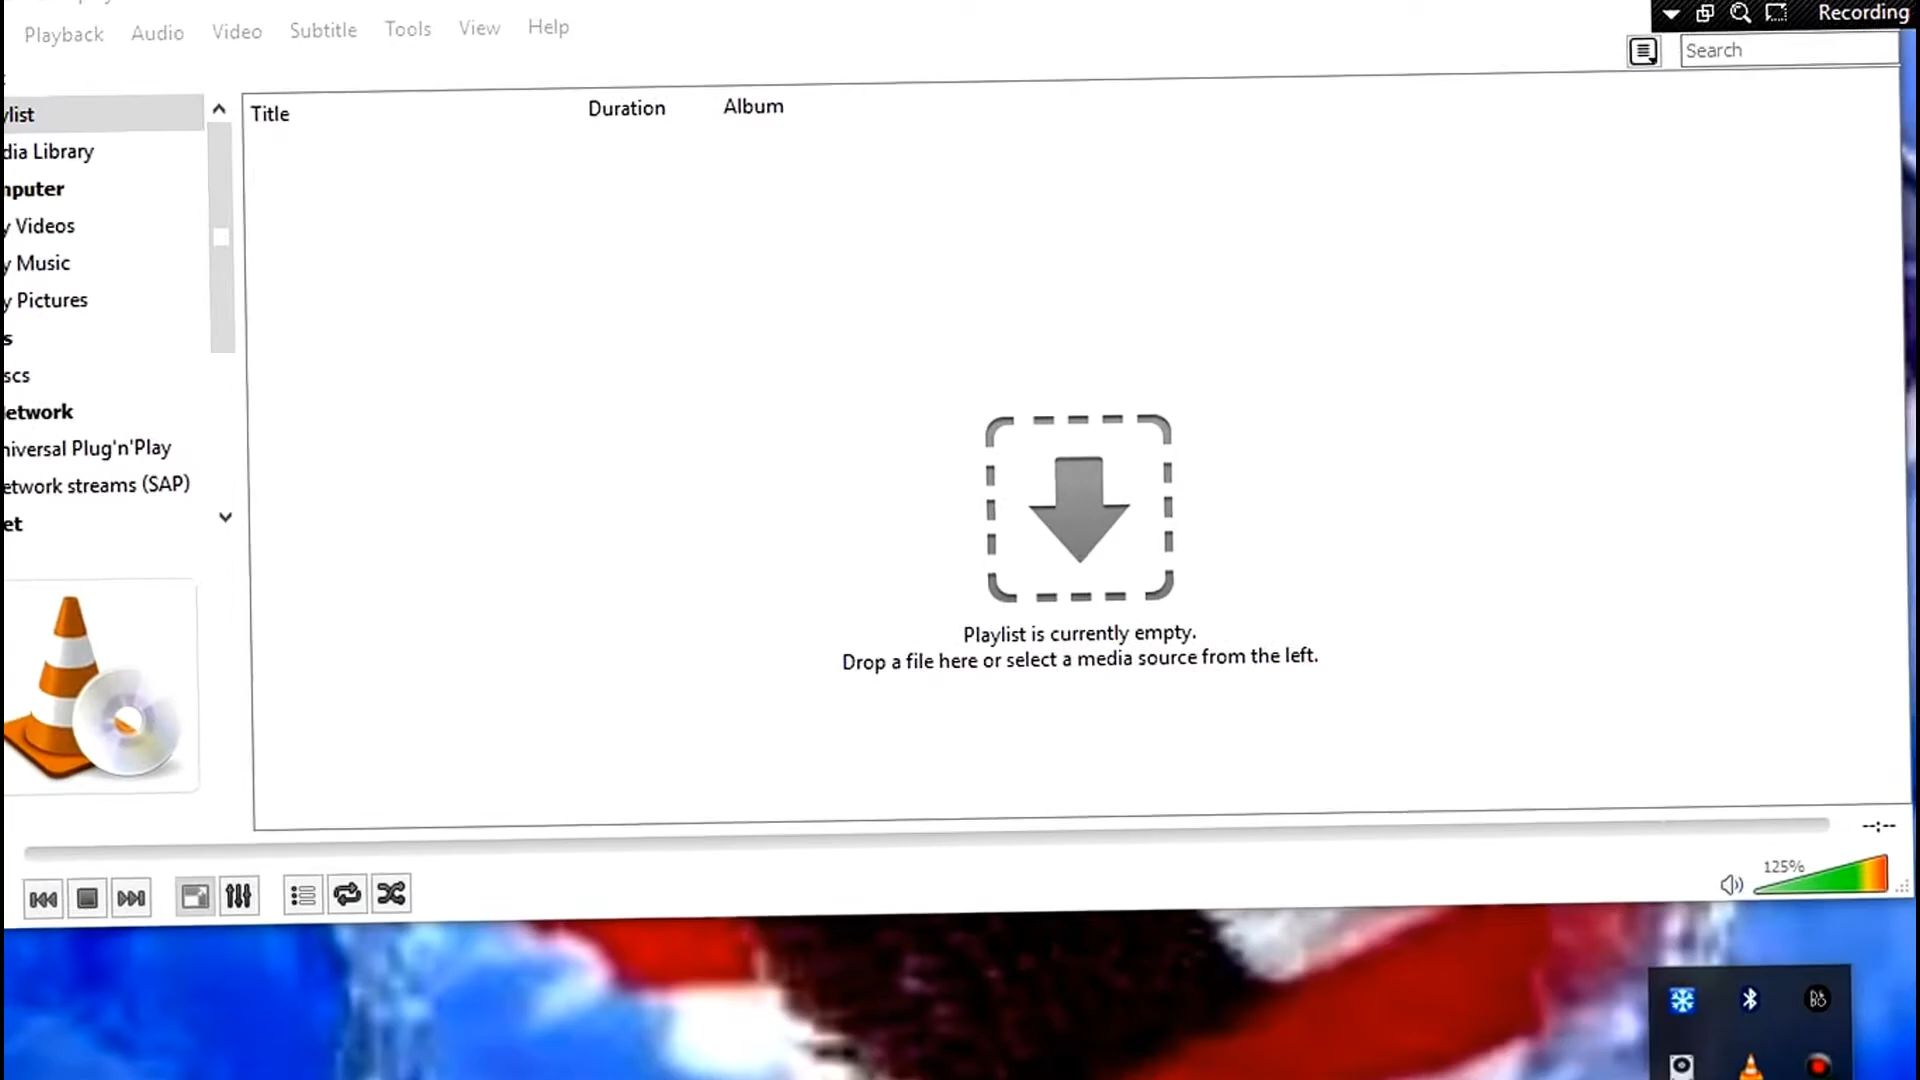 Recording
Playback Audio Video Subtitle Tools View Help
Search
ylist
dia Library
nputer
y Videos
y Music
y Pictures
s
scs
etwork
niversal Plug'n'Play
etwork streams (SAP)
et
Title Duration Album
Playlist is currently empty.
Drop a file here or select a media source from the left.
--:--
125%